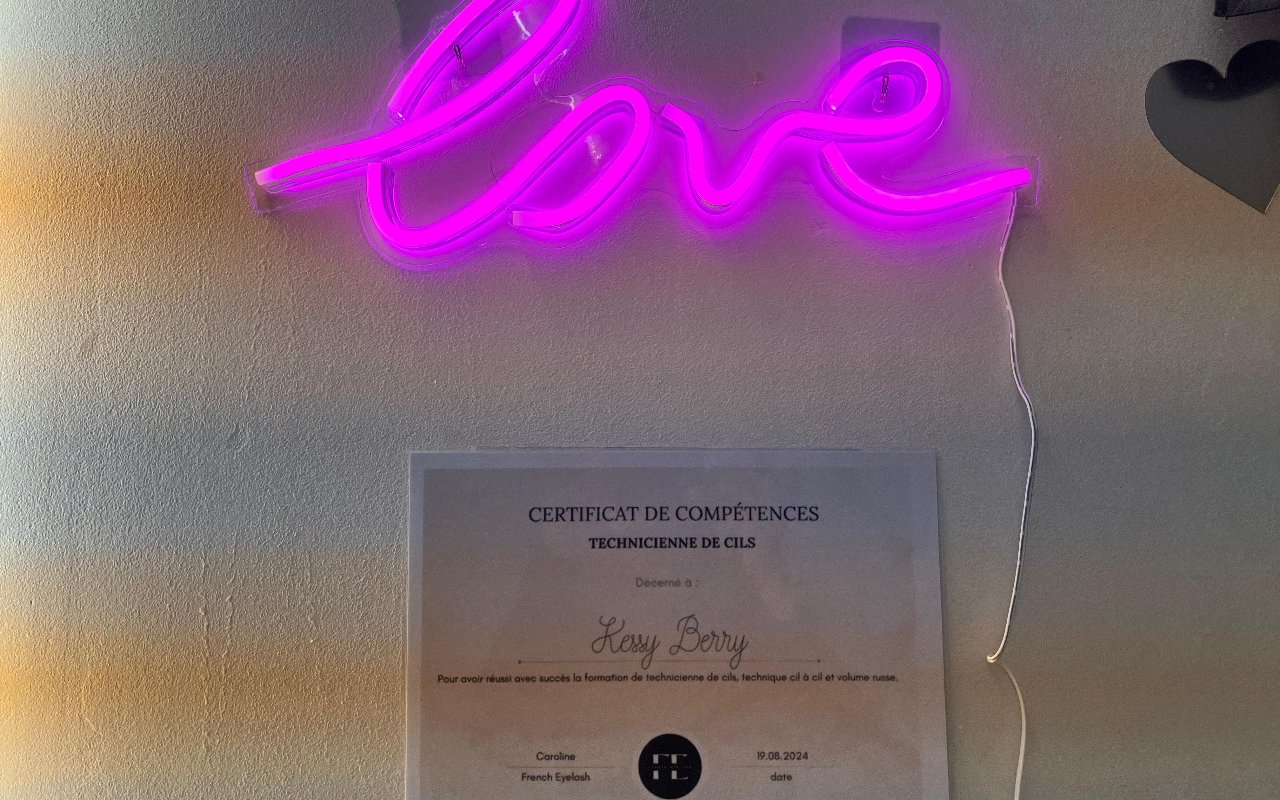 love
CERTIFICAT DE COMPÉTENCES
TECHNICIENNE DE CILS
Décerné à :
Kessy Berry
Pour avoir réussi avec succès la formation de technicienne de cils, technique cil à cil et volume russe.
Caroline
19.08.2024
FE
French Eyelash
date